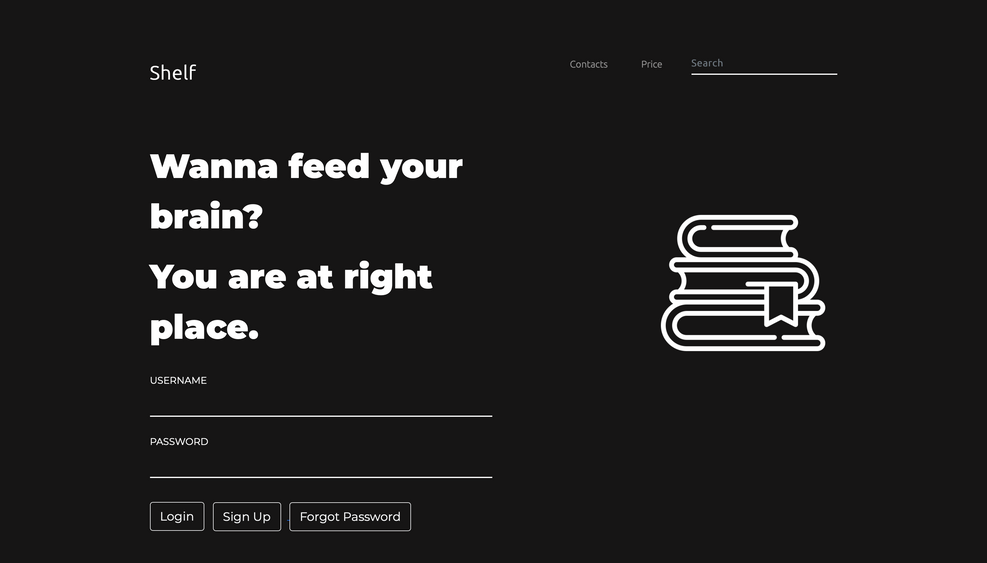 Shelf
Contacts
Price
Search
Wanna feed your
brain?
You are at right
place.
USERNAME
PASSWORD
Login
Sign Up
Forgot Password